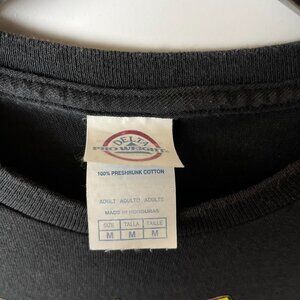 DELTA
PRO WEIGHT
100% PRESHRUNK COTTON
ADULT ADULTO ADULTE
MADE IN HONDURAS
SIZE TALLA TAILLE
M M M